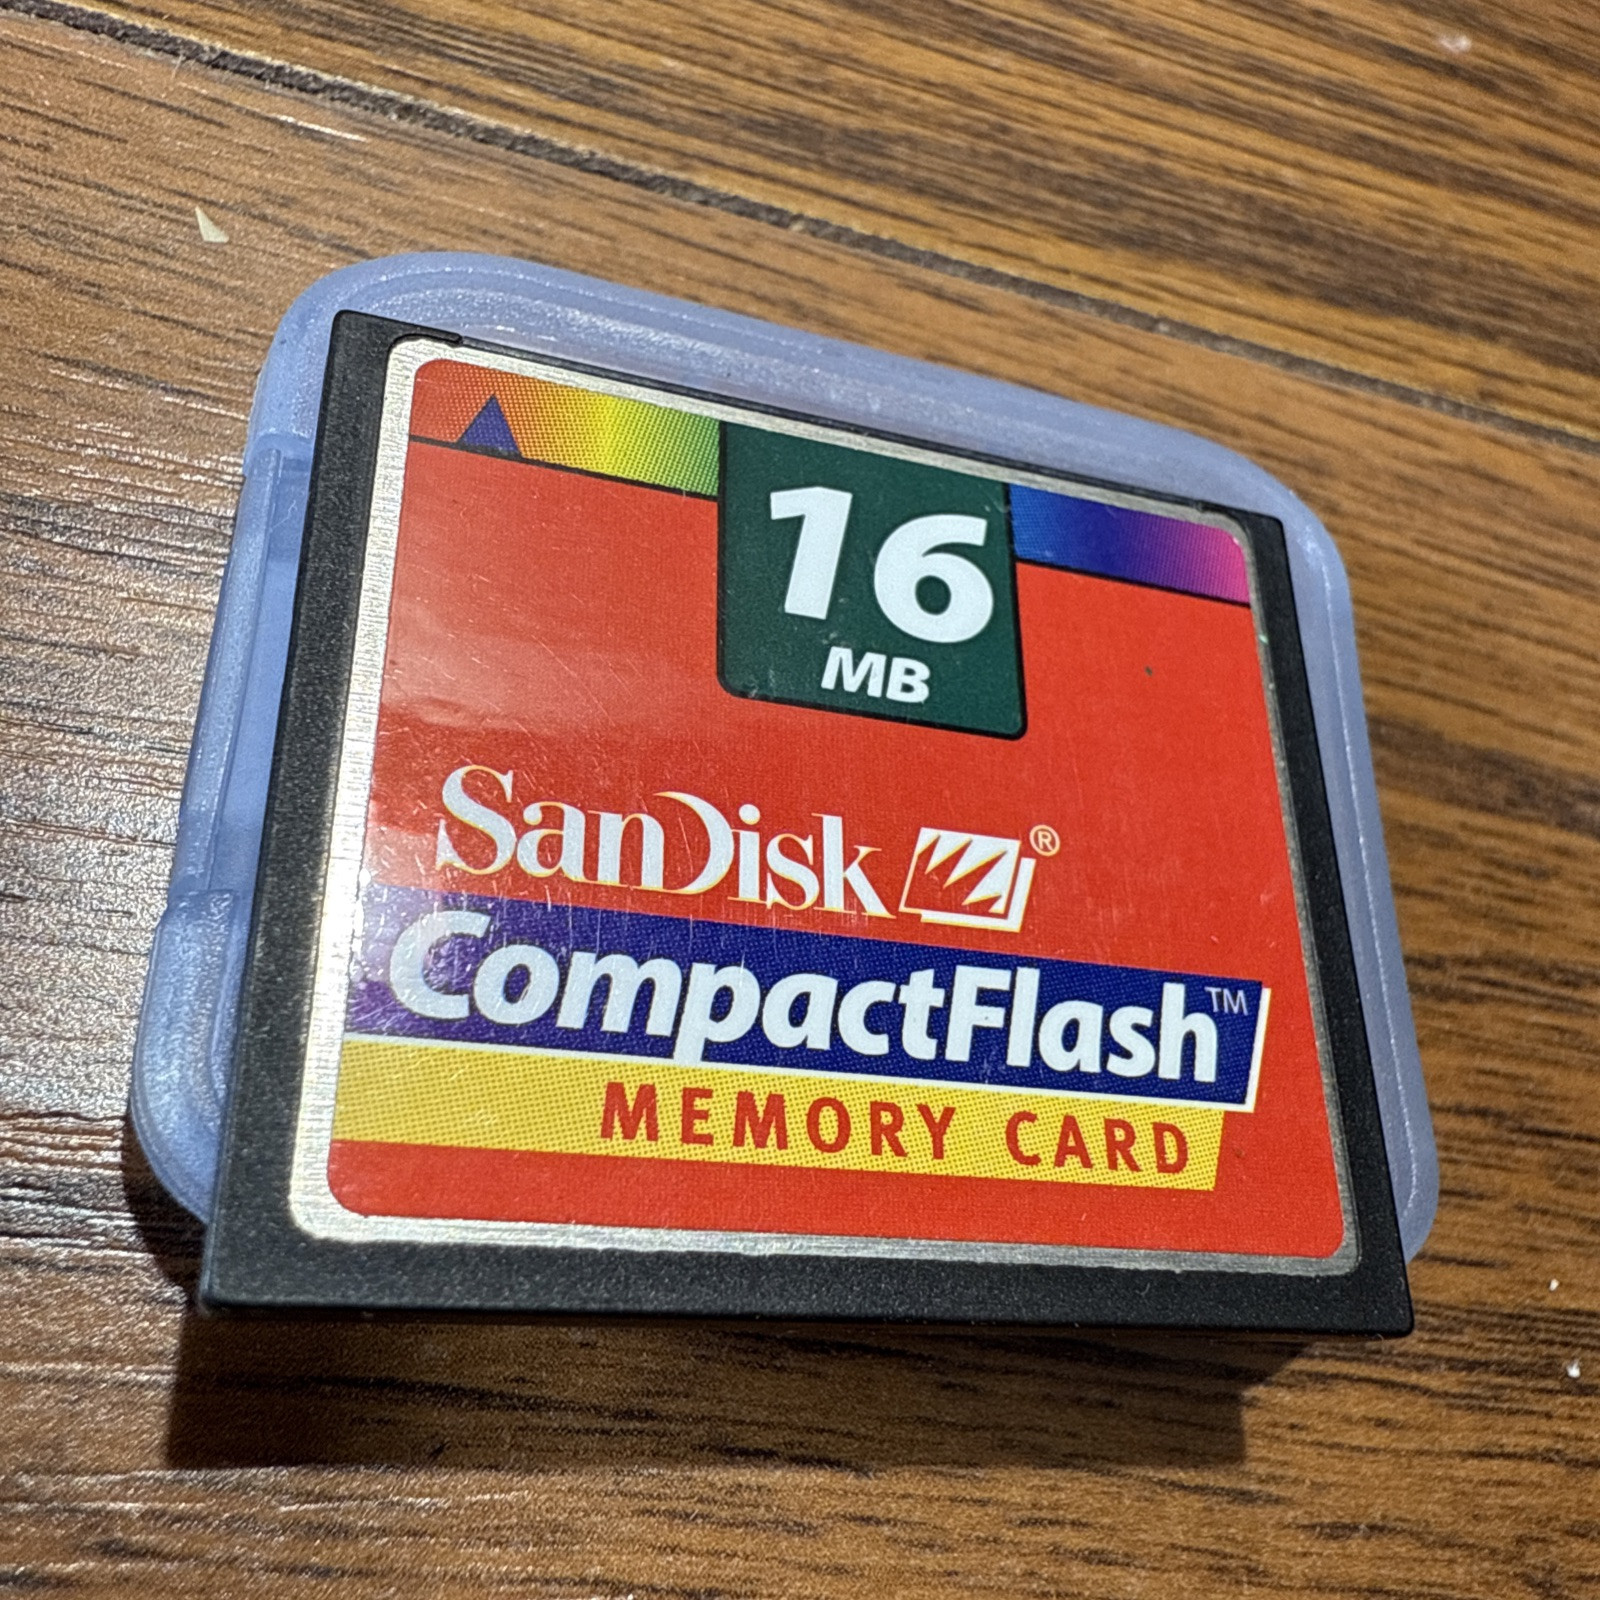 16
MB
SanDisk®
CompactFlash™
MEMORY CARD